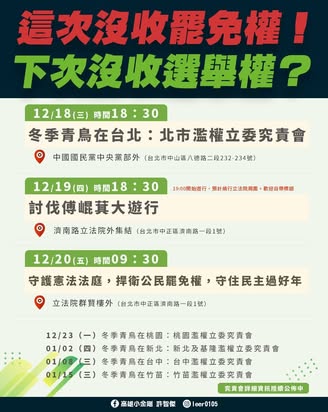 這次沒收罷免權！
下次沒收選舉權？
12/18(三) 時間18：30
冬季青鳥在台北：北市濫權立委究責會
中國國民黨中央黨部外（台北市中山區八德路二段232-234號）
12/19(四) 時間18：30 19:00開始遊行，預計繞行立法院周圍，歡迎自帶標語
討伐傅崐萁大遊行
濟南路立法院外集結（台北市中正區濟南路一段1號）
12/20(五) 時間09：30
守護憲法法庭，捍衛公民罷免權，守住民主過好年
立法院群賢樓外（台北市中正區濟南路一段1號）
12/23（一）冬季青鳥在桃園：桃園濫權立委究責會
01/02（四）冬季青鳥在新北：新北及基隆濫權立委究責會
01/08（三）冬季青鳥在台中：台中濫權立委究責會
01/15（三）冬季青鳥在竹苗：竹苗濫權立委究責會
究責會詳細資訊陸續公佈中
高雄小金剛 許智傑 leer0105